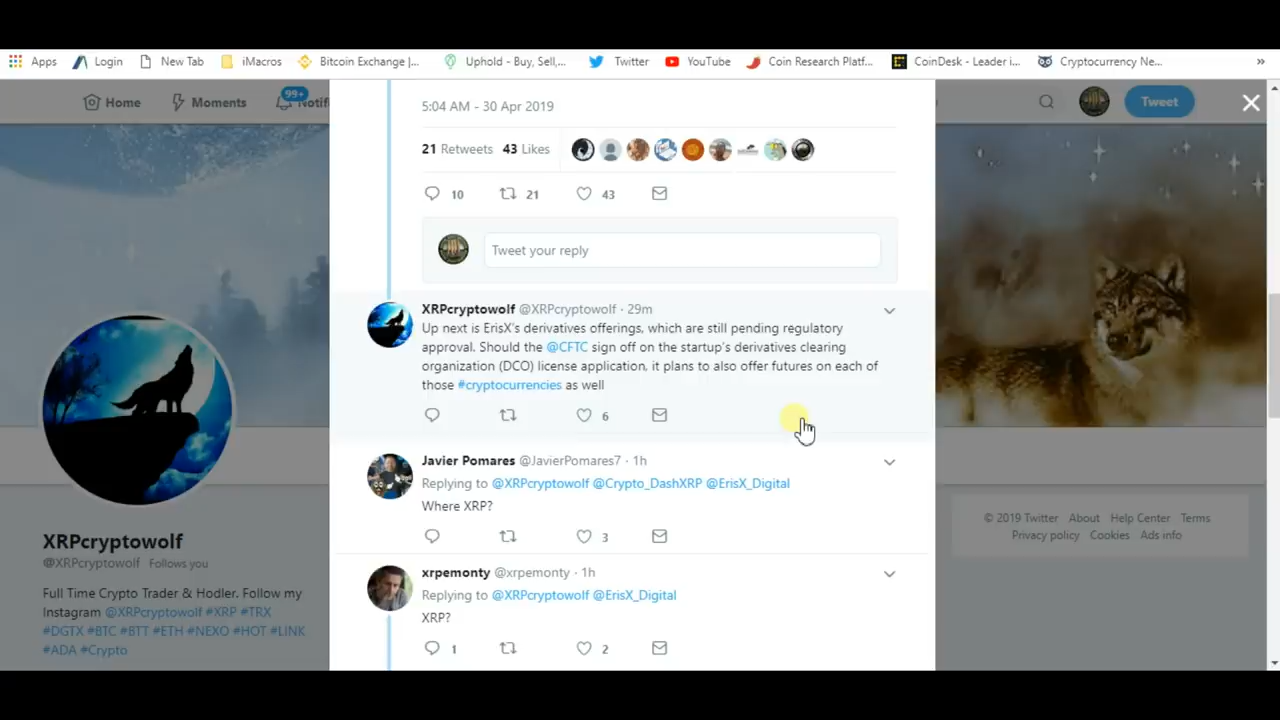 Apps Login New Tab iMacros Bitcoin Exchange |... Uphold - Buy, Sell,... Twitter YouTube Coin Research Platf... CoinDesk - Leader i... Cryptocurrency Ne... »
Home Moments 99+ Notifi Tweet
5:04 AM - 30 Apr 2019
21 Retweets 43 Likes
10 21 43
Tweet your reply
XRPcryptowolf @XRPcryptowolf · 29m
Up next is ErisX's derivatives offerings, which are still pending regulatory
approval. Should the @CFTC sign off on the startup's derivatives clearing
organization (DCO) license application, it plans to also offer futures on each of
those #cryptocurrencies as well
6
Javier Pomares @JavierPomares7 · 1h
Replying to @XRPcryptowolf @Crypto_DashXRP @ErisX_Digital
Where XRP?
3
xrpemonty @xrpemonty · 1h
Replying to @XRPcryptowolf @ErisX_Digital
XRP?
1 2
XRPcryptowolf
@XRPcryptowolf Follows you
Full Time Crypto Trader & Hodler. Follow my
Instagram @XRPcryptowolf #XRP #TRX
#DGTX #BTC #BTT #ETH #NEXO #HOT #LINK
#ADA #Crypto
© 2019 Twitter About Help Center Terms
Privacy policy Cookies Ads info